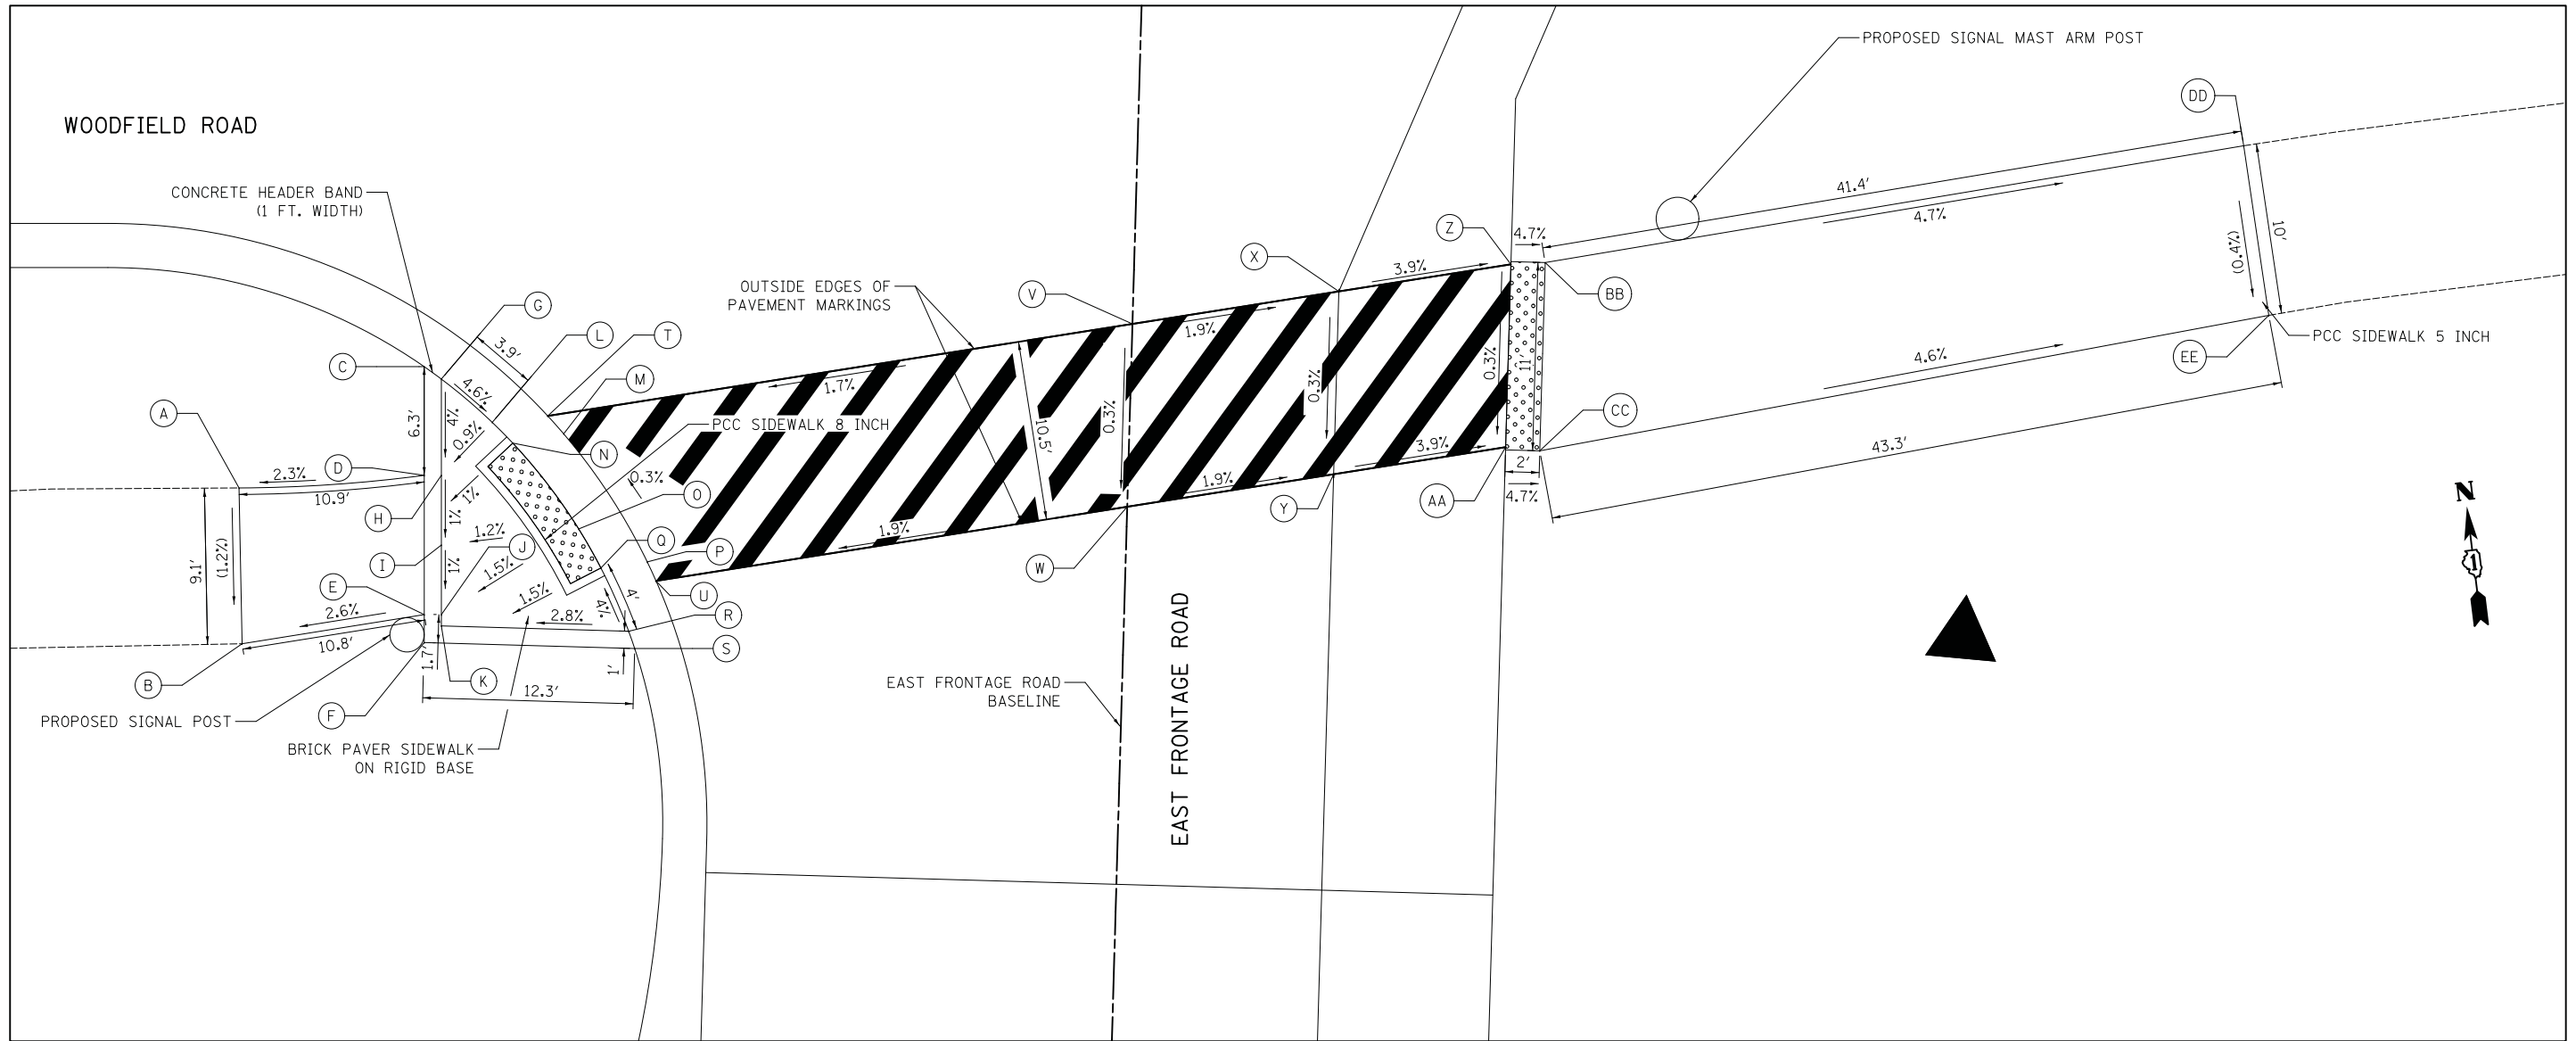 PROPOSED SIGNAL MAST ARM POST
DD
WOODFIELD ROAD
CONCRETE HEADER BAND
(1 FT. WIDTH)
41.4'
4.7%
Z
4.7%
10'
(0.4%)
X
3.9%
G
OUTSIDE EDGES OF
PAVEMENT MARKINGS
V
BB
L
T
3.9'
1.9%
PCC SIDEWALK 5 INCH
C
4.6%
EE
M
1.7%
0.3%
0.3%
11'
0.3%
4.6%
A
6.3'
4%
0.9%
PCC SIDEWALK 8 INCH
10.5'
CC
N
3.9%
43.3'
D
2.3%
10.9'
0.3%
1.9%
2'
4.7%
AA
1%
O
H
1%
1.2%
1.9%
Y
N
J
Q
P
I
1%
1.5%
W
1
9.1'
(1.2%)
E
1.5%
4'
4%
U
2.6%
2.8%
R
10.8'
1.7'
S
1'
B
K
12.3'
EAST FRONTAGE ROAD
BASELINE
EAST FRONTAGE ROAD
PROPOSED SIGNAL POST
F
BRICK PAVER SIDEWALK
ON RIGID BASE